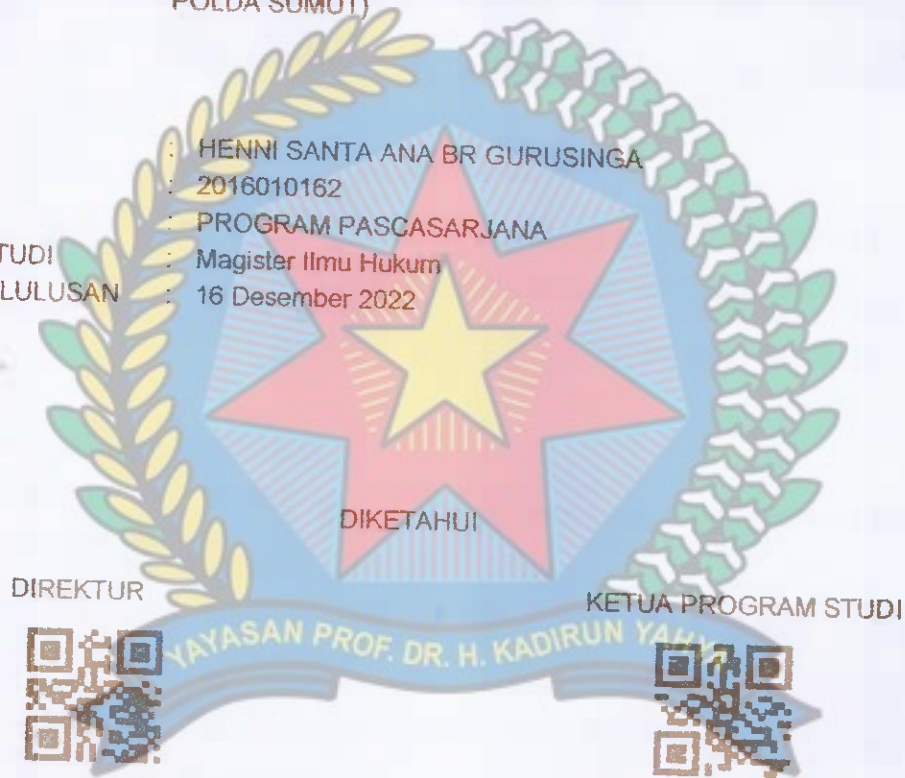 POLDA SUMUT)
: HENNI SANTA ANA BR GURUSINGA
: 2016010162
: PROGRAM PASCASARJANA
TUDI : Magister Ilmu Hukum
LULUSAN : 16 Desember 2022
DIKETAHUI
DIREKTUR
KETUA PROGRAM STUDI
YAYASAN PROF. DR. H. KADIRUN YAHYA